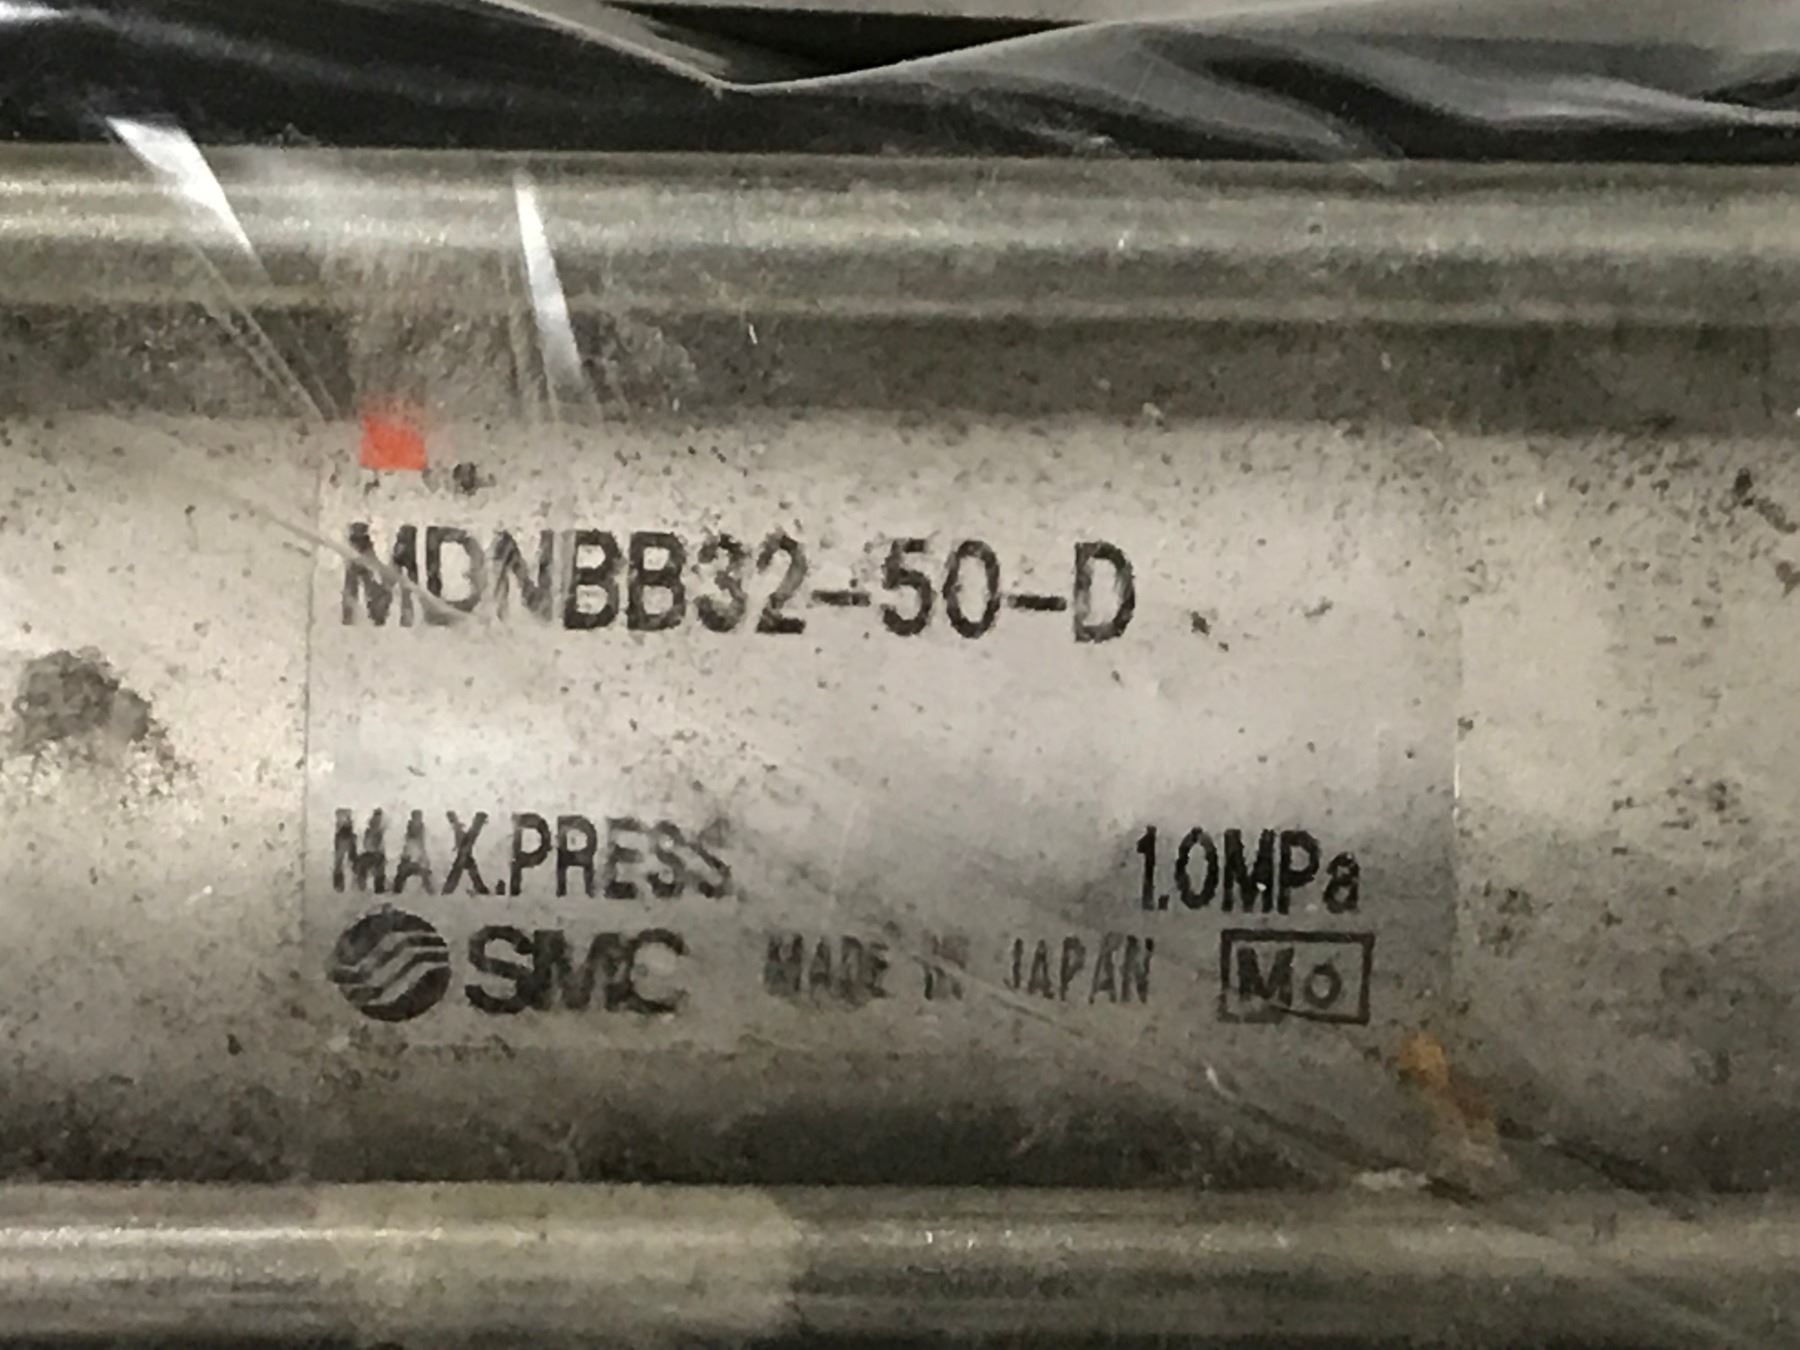 MDNBB32-50-D
MAX.PRESS. 1.0MPa
SMC MADE IN JAPAN Mo